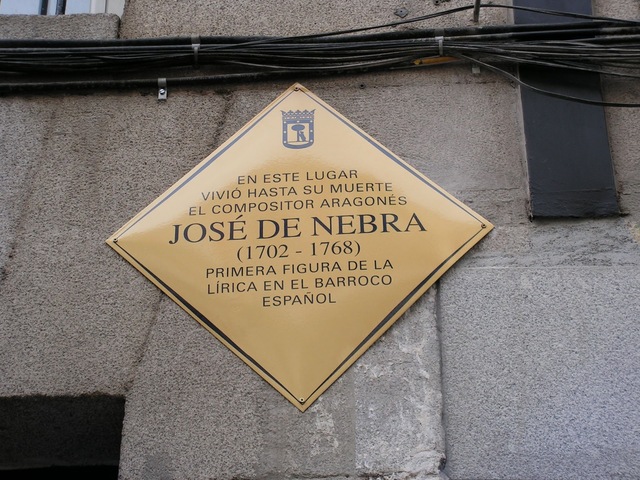 EN ESTE LUGAR
VIVIÓ HASTA SU MUERTE
EL COMPOSITOR ARAGONÉS
JOSÉ DE NEBRA
(1702 - 1768)
PRIMERA FIGURA DE LA
LÍRICA EN EL BARROCO
ESPAÑOL